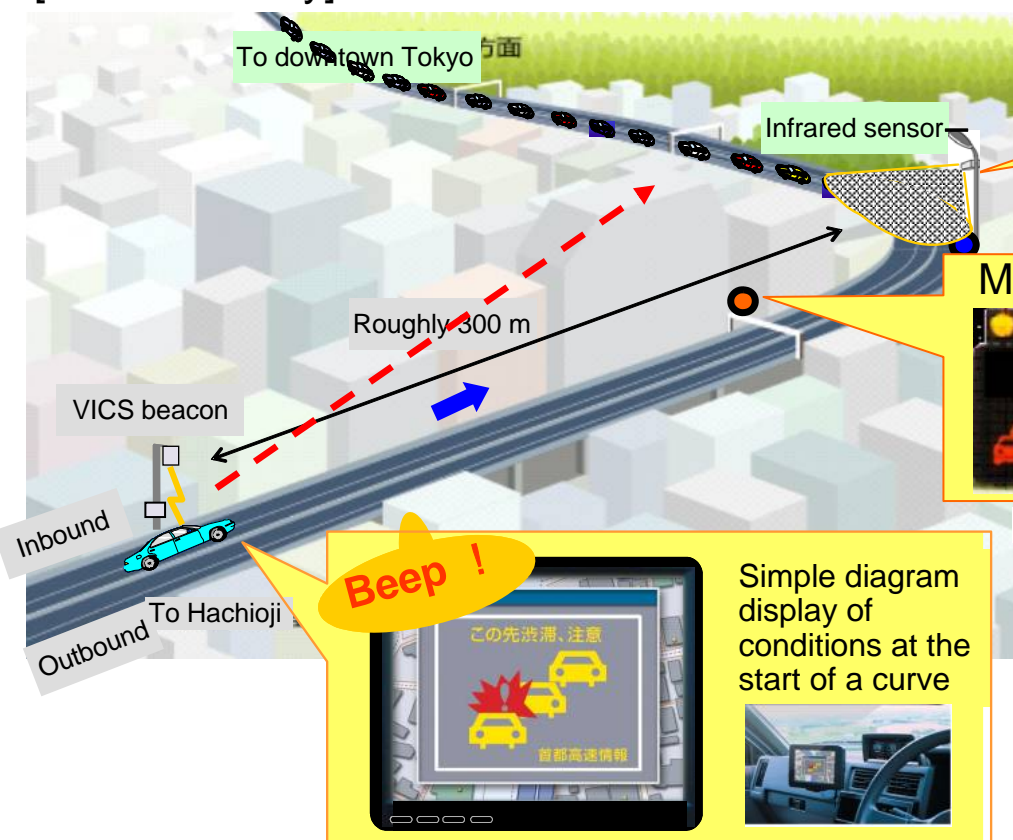 To downtown Tokyo
方面
Infrared sensor
M
Roughly 300 m
VICS beacon
Inbound
Outbound
To Hachioji
Beep !
この先渋滞、注意
首都高速情報
Simple diagram
display of
conditions at the
start of a curve